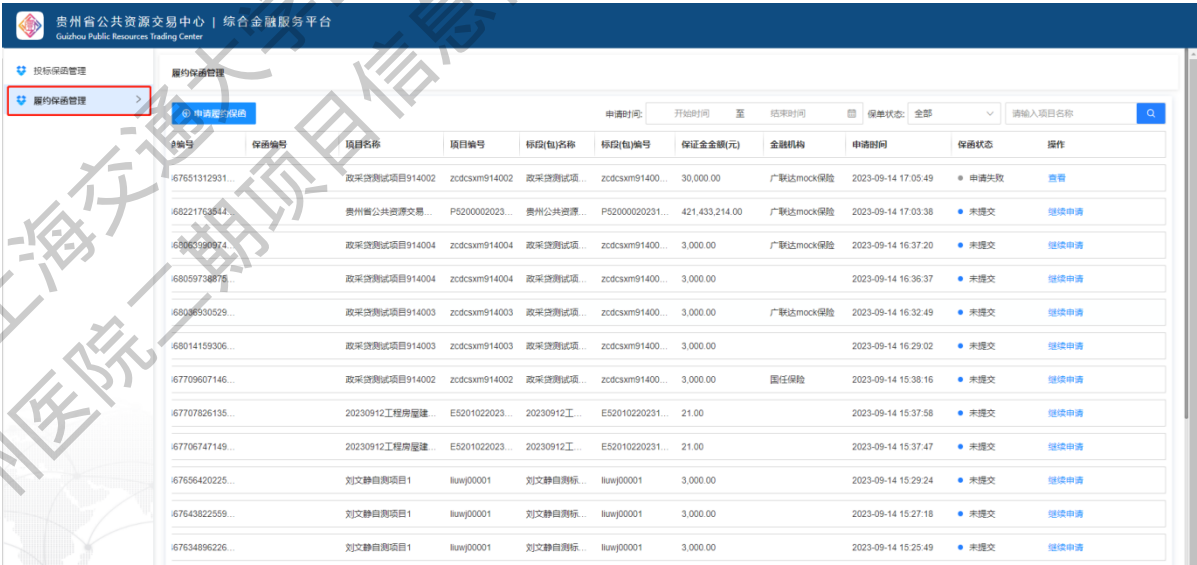 贵州省公共资源交易中心 | 综合金融服务平台
Guizhou Public Resources Trading Center
投标保函管理
履约保函管理
履约保函管理
申请履约保函 申请时间: 开始时间 至 结束时间 保单状态: 全部 请输入项目名称
编号 保函编号 项目名称 项目编号 标段(包)名称 标段(包)编号 保证金金额(元) 金融机构 申请时间 保函状态 操作
67651312931... 政采贷测试项目914002 zcdcsxm914002 政采贷测试项... zcdcsxm91400... 30,000.00 广联达mock保险 2023-09-14 17:05:49 申请失败 查看
68221763544... 贵州省公共资源交易... P5200002023... 贵州公共资源... P52000020231... 421,433,214.00 广联达mock保险 2023-09-14 17:03:38 未提交 继续申请
68063990974... 政采贷测试项目914004 zcdcsxm914004 政采贷测试项... zcdcsxm91400... 3,000.00 广联达mock保险 2023-09-14 16:37:20 未提交 继续申请
68059738875... 政采贷测试项目914004 zcdcsxm914004 政采贷测试项... zcdcsxm91400... 3,000.00 2023-09-14 16:36:37 未提交 继续申请
68036930529... 政采贷测试项目914003 zcdcsxm914003 政采贷测试项... zcdcsxm91400... 3,000.00 广联达mock保险 2023-09-14 16:32:49 未提交 继续申请
68014159306... 政采贷测试项目914003 zcdcsxm914003 政采贷测试项... zcdcsxm91400... 3,000.00 2023-09-14 16:29:02 未提交 继续申请
67709607146... 政采贷测试项目914002 zcdcsxm914002 政采贷测试项... zcdcsxm91400... 3,000.00 国任保险 2023-09-14 15:38:16 未提交 继续申请
67707826135... 20230912工程房屋建... E5201022023... 20230912工... E52010220231... 21.00 2023-09-14 15:37:58 未提交 继续申请
67706747149... 20230912工程房屋建... E5201022023... 20230912工... E52010220231... 21.00 2023-09-14 15:37:47 未提交 继续申请
67656420225... 刘文静自测项目1 liuwj00001 刘文静自测标... liuwj00001 3,000.00 2023-09-14 15:29:24 未提交 继续申请
67643822559... 刘文静自测项目1 liuwj00001 刘文静自测标... liuwj00001 3,000.00 2023-09-14 15:27:18 未提交 继续申请
67634896226... 刘文静自测项目1 liuwj00001 刘文静自测标... liuwj00001 3,000.00 2023-09-14 15:25:49 未提交 继续申请
上海交通大学
州医院二期项目信息